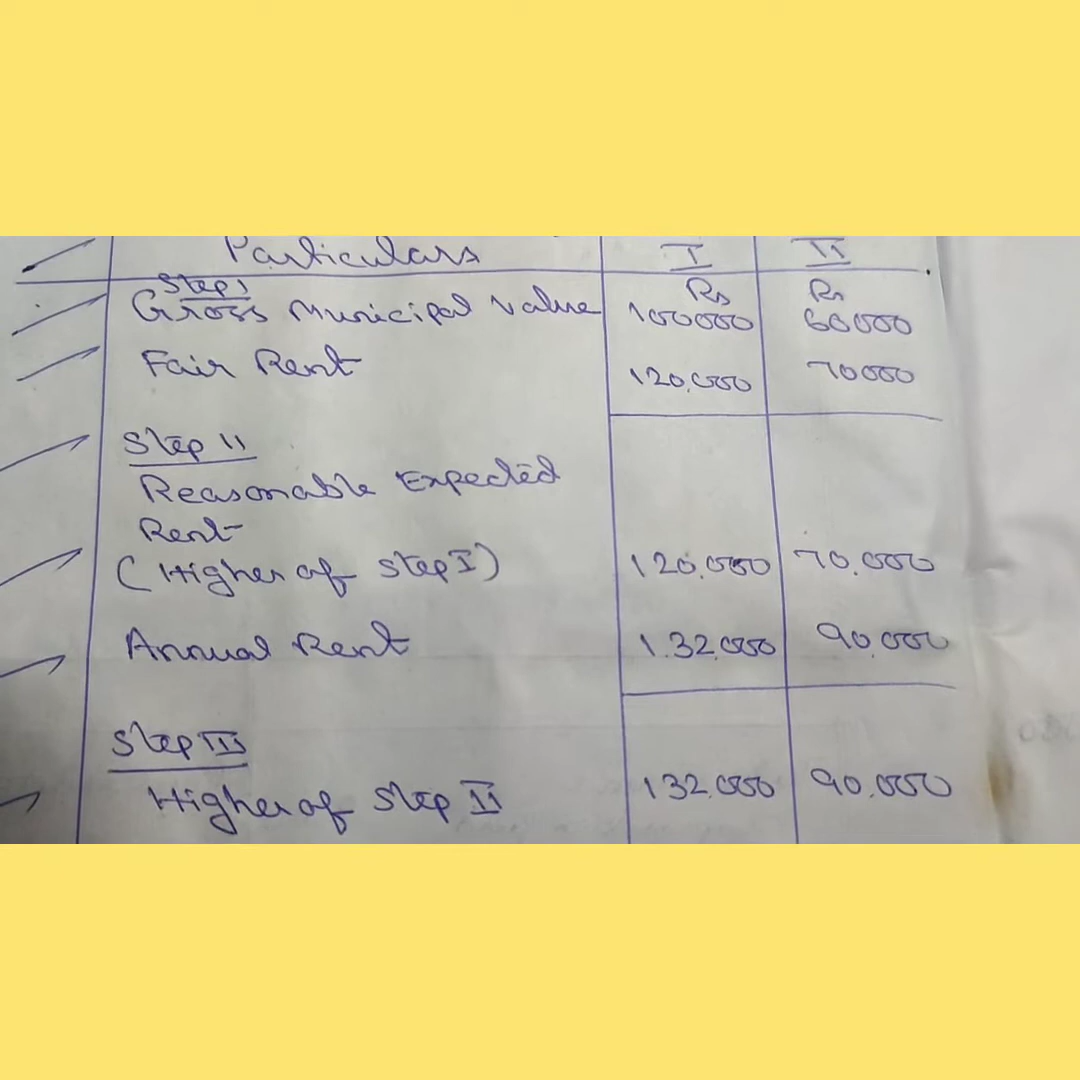 Particulars I II
Step I Rs Rs
Gross Municipal Value 100000 60000
Fair Rent 120.000 70000
Step II
Reasonable Expected
Rent
(Higher of Step I) 120.000 70.000
Annual Rent 1.32.000 90.000
Step III
Higher of Step II 132.000 90.000